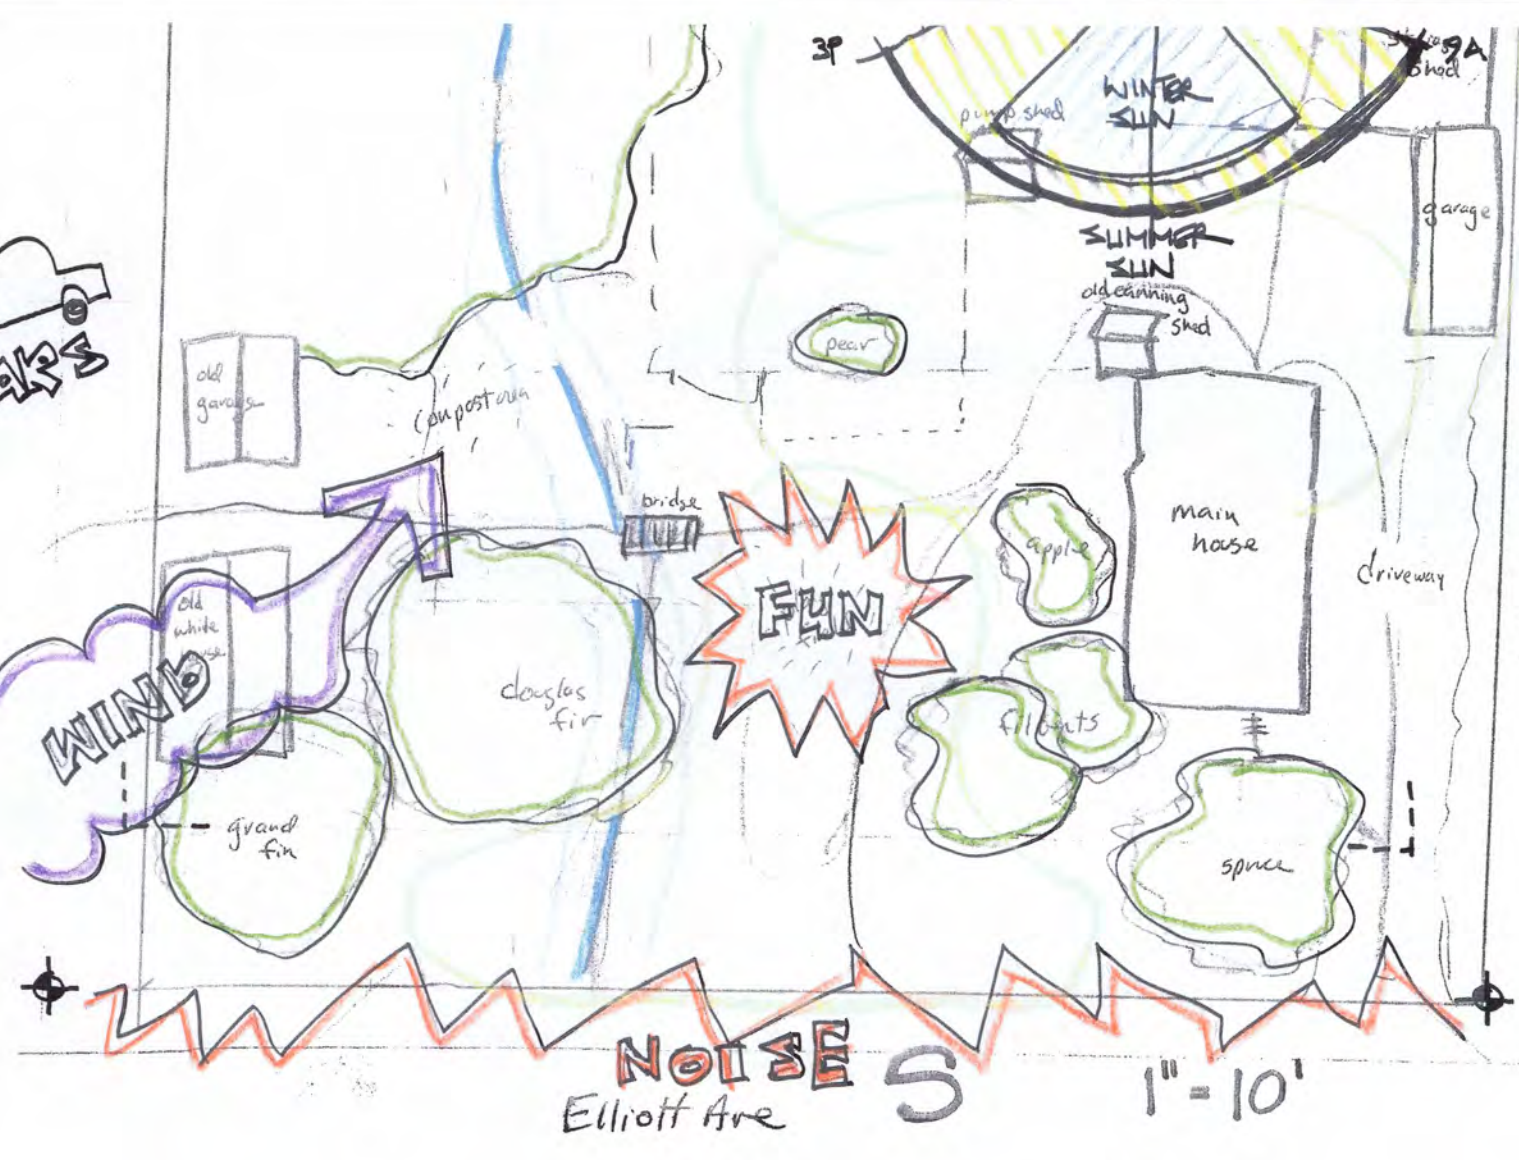 3P
9A
shed
WINTER
SUN
pump shed
garage
SUMMER
SUN
old canning
shed
pear
old
garage
compost area
bridge
apple
main
house
driveway
FUN
old
white
WIND
douglas
fir
filberts
grand
fir
spruce
NOISE
S
1"=10'
Elliott Ave